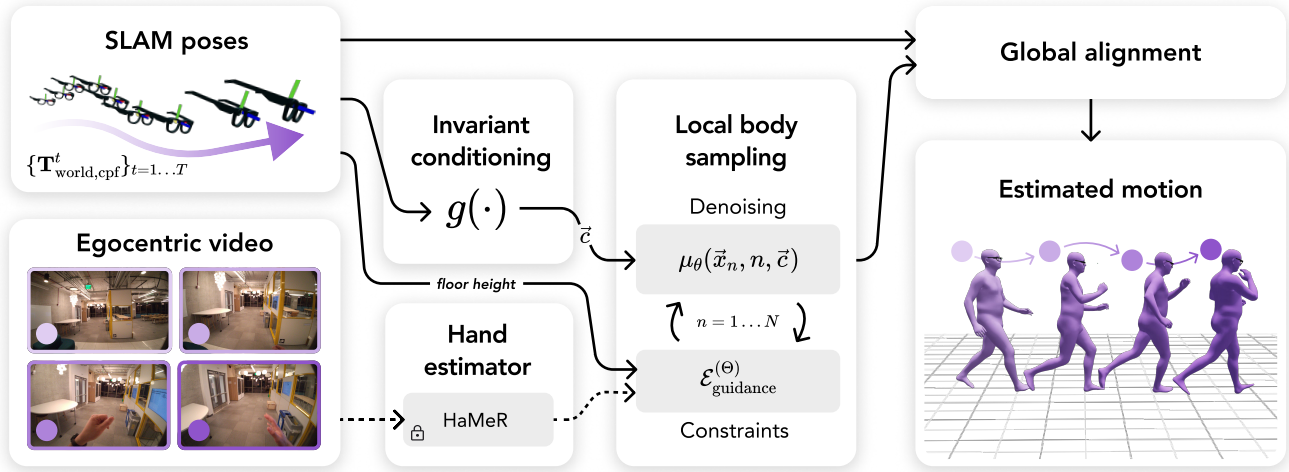 SLAM poses
{T^t_world,cpf}_t=1...T
Egocentric video
Invariant
conditioning
g(·)
c⃗
floor height
Hand
estimator
HaMeR
Local body
sampling
Denoising
μ_θ(x⃗_n, n, c⃗)
n = 1 ... N
ℰ^(Θ)_guidance
Constraints
Global alignment
Estimated motion